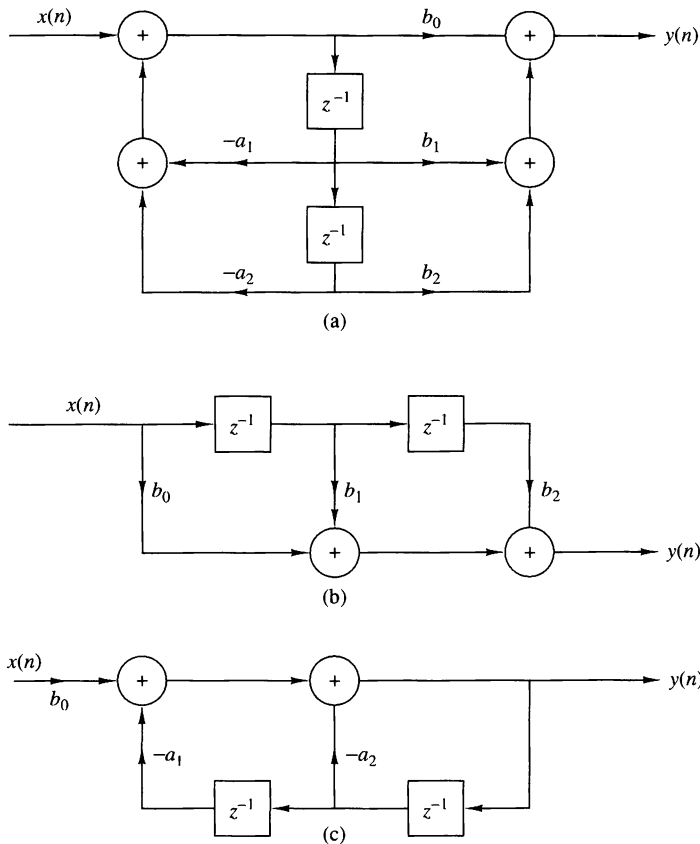 x(n) + b₀ + y(n)
z⁻¹
+ −a₁ b₁ +
z⁻¹
−a₂ b₂
(a)
x(n) z⁻¹ z⁻¹
b₀ b₁ b₂
+ + y(n)
(b)
x(n) + + y(n)
b₀
−a₁ −a₂
z⁻¹ z⁻¹
(c)